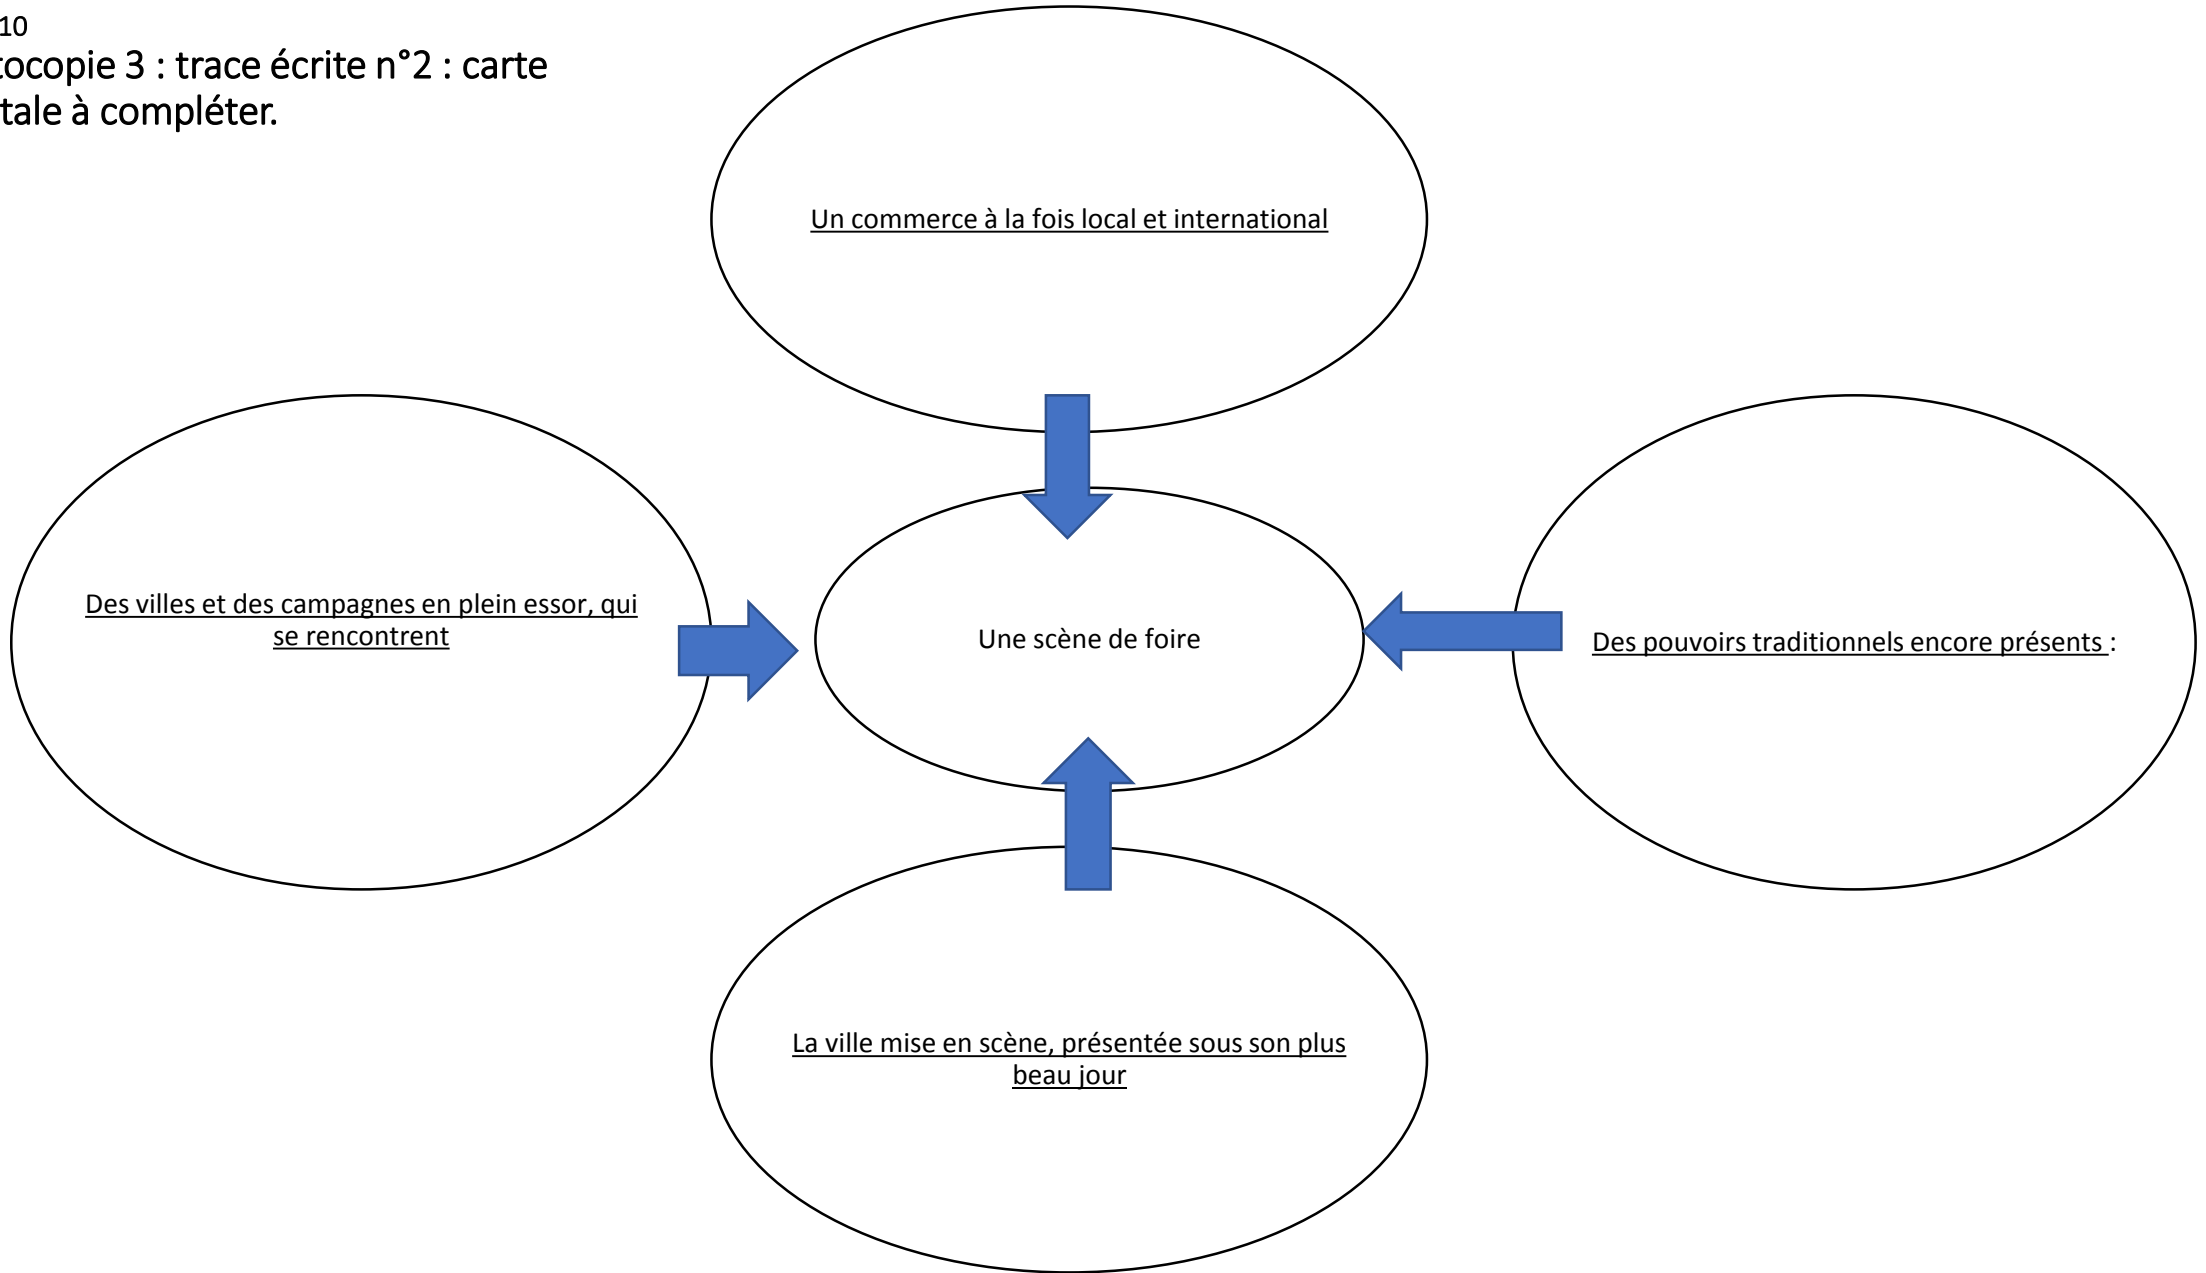 10
tocopie 3 : trace écrite n°2 : carte
tale à compléter.
Un commerce à la fois local et international
Des villes et des campagnes en plein essor, qui
se rencontrent
Une scène de foire
Des pouvoirs traditionnels encore présents :
La ville mise en scène, présentée sous son plus
beau jour